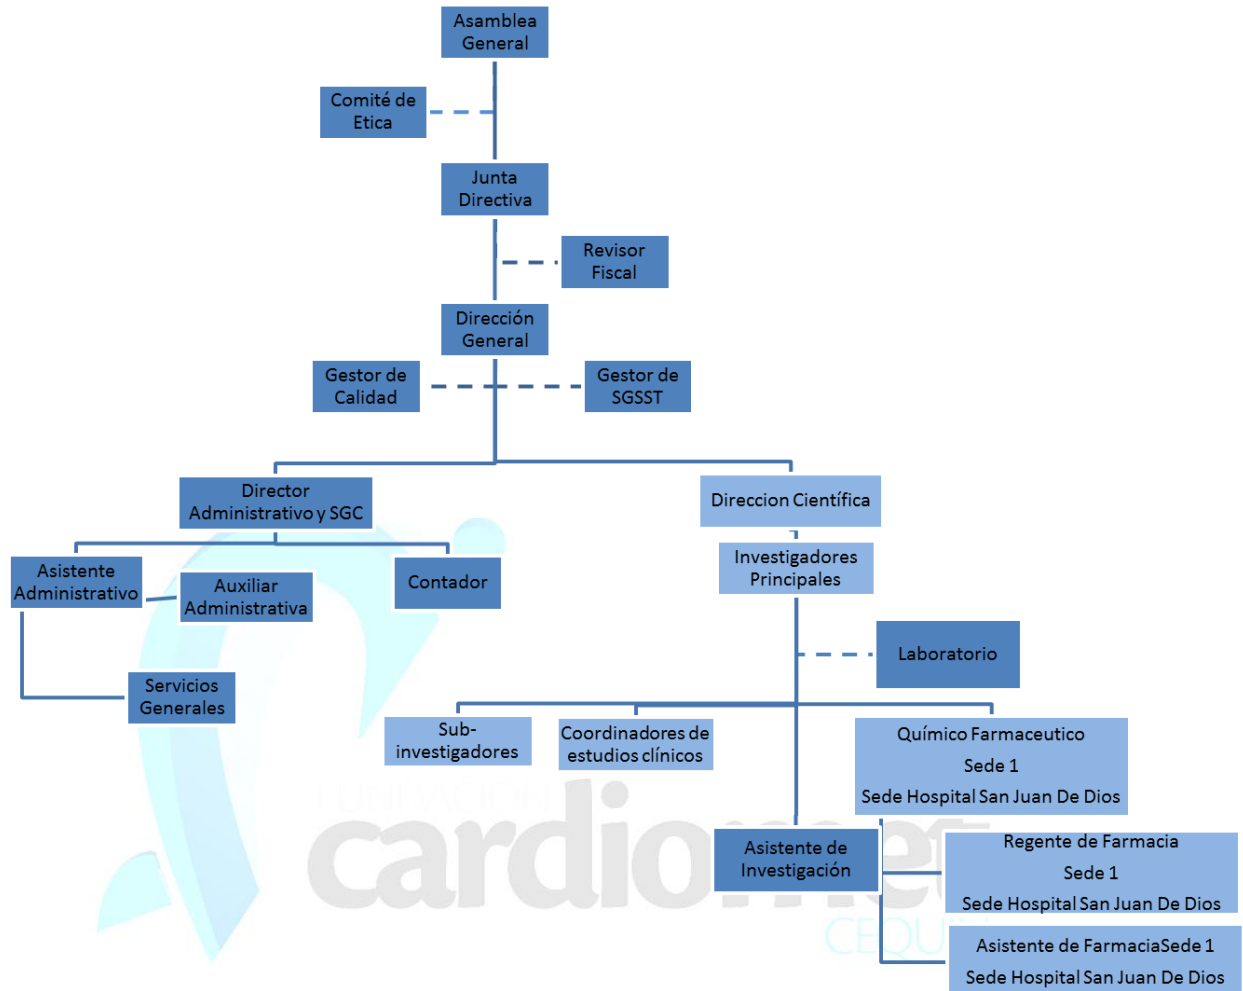 Asamblea
General
Comité de
Etica
Junta
Directiva
Revisor
Fiscal
Dirección
General
Gestor de
Calidad
Gestor de
SGSST
Director
Administrativo y SGC
Direccion Científica
Asistente
Administrativo
Auxiliar
Administrativa
Contador
Investigadores
Principales
Laboratorio
Servicios
Generales
Sub-
investigadores
Coordinadores de
estudios clínicos
Químico Farmaceutico
Sede 1
Sede Hospital San Juan De Dios
Asistente de
Investigación
Regente de Farmacia
Sede 1
Sede Hospital San Juan De Dios
Asistente de FarmaciaSede 1
Sede Hospital San Juan De Dios
FUNDACIÓN
cardiomet